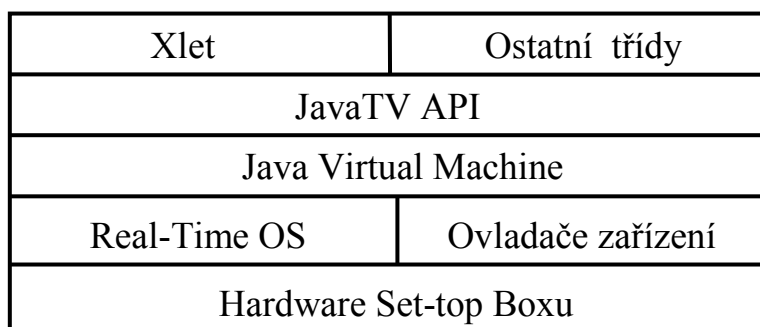 Xlet
Ostatní třídy
JavaTV API
Java Virtual Machine
Real-Time OS
Ovladače zařízení
Hardware Set-top Boxu